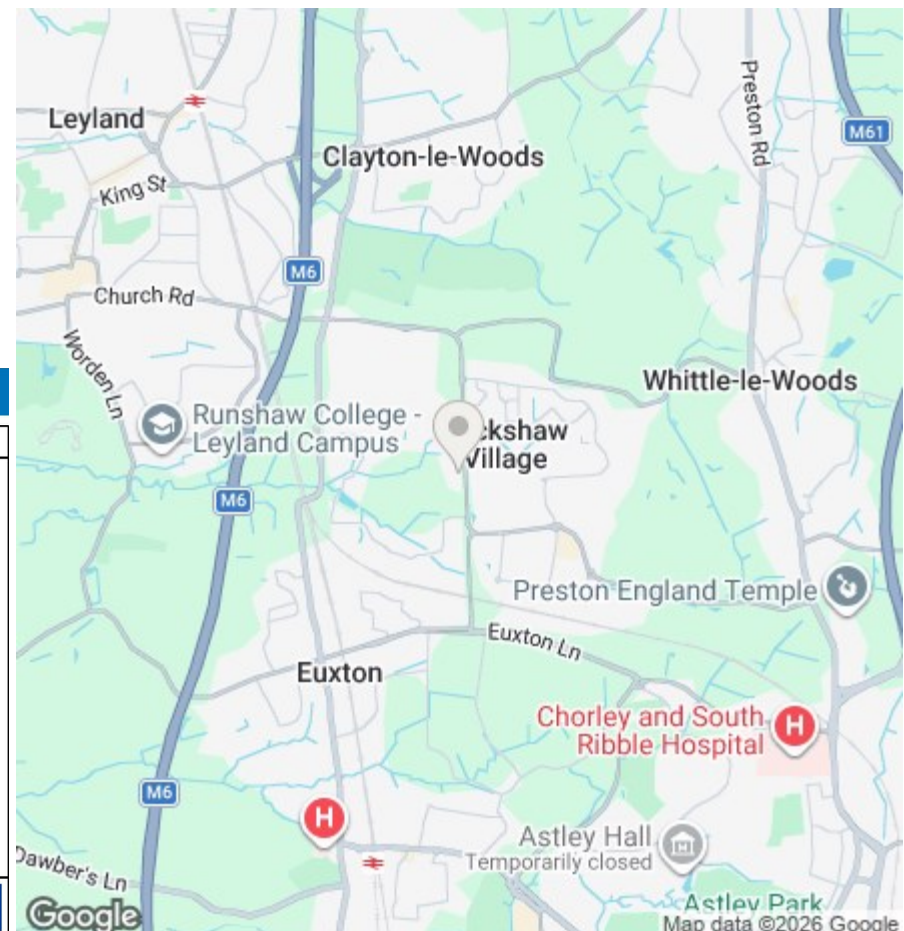 Leyland
Preston Rd
M61
Clayton-le-Woods
King St
M6
Church Rd
Worden Ln
Whittle-le-Woods
Runshaw College -
Leyland Campus
ckshaw
Village
M6
Preston England Temple
Euxton Ln
Euxton
Chorley and South
Ribble Hospital
H
M6
H
Astley Hall
Temporarily closed
Dawber's Ln
Astley Park
Google
Map data ©2026 Google